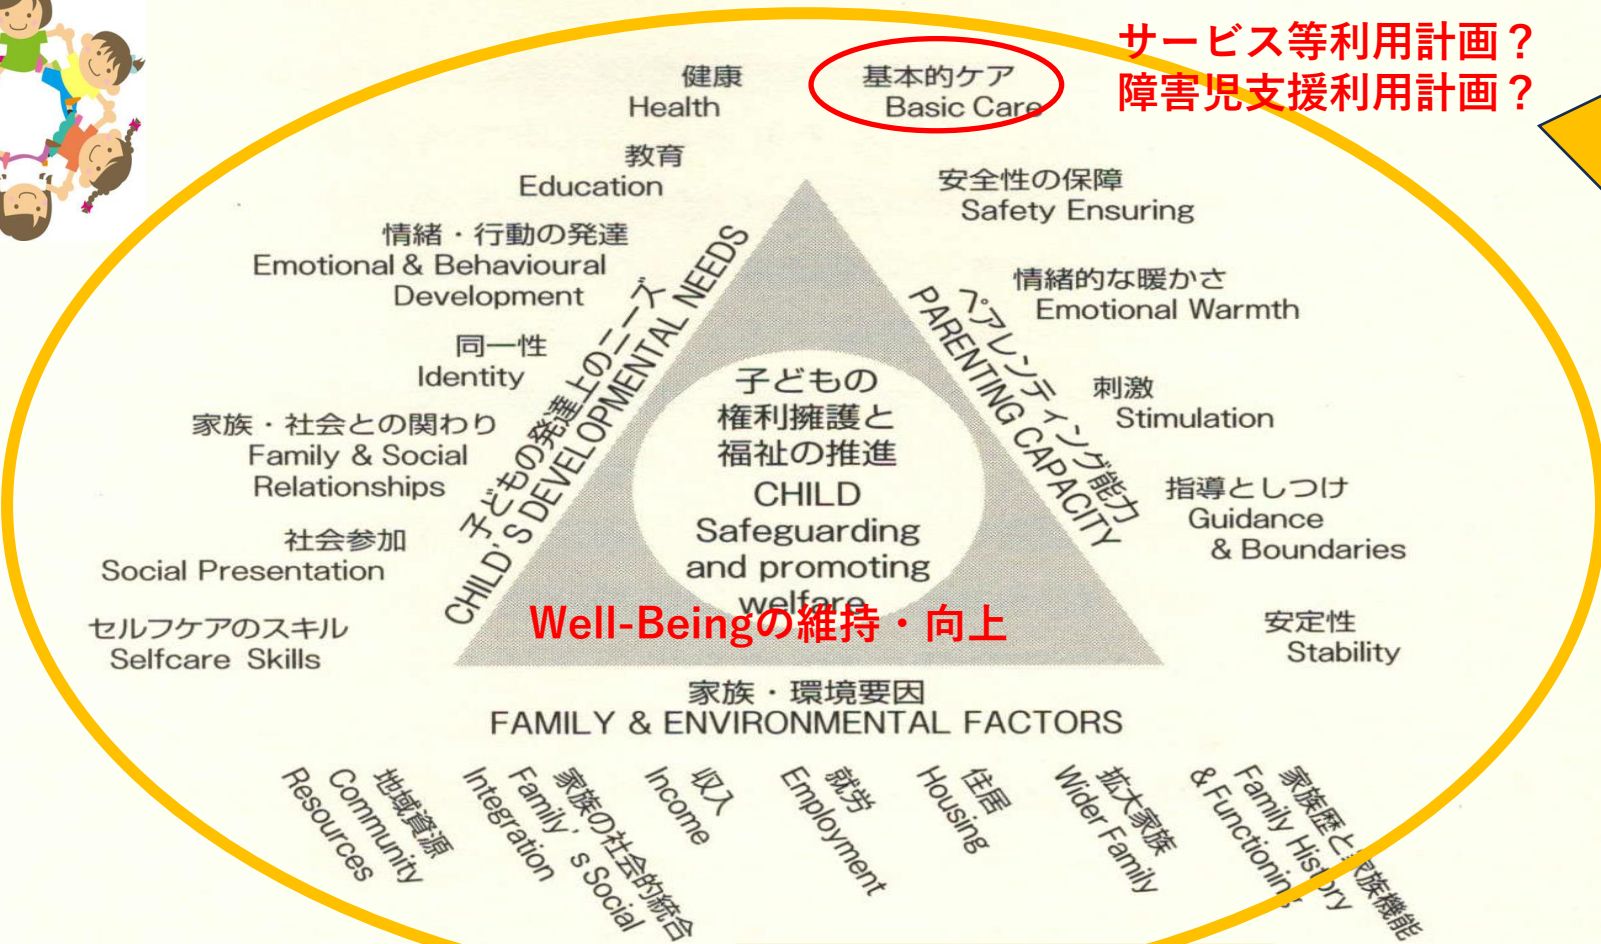 サービス等利用計画？
障害児支援利用計画？
健康
Health
基本的ケア
Basic Care
教育
Education
安全性の保障
Safety Ensuring
情緒・行動の発達
Emotional & Behavioural
Development
情緒的な暖かさ
Emotional Warmth
同一性
Identity
刺激
Stimulation
家族・社会との関わり
Family & Social
Relationships
指導としつけ
Guidance
& Boundaries
社会参加
Social Presentation
安定性
Stability
セルフケアのスキル
Selfcare Skills
子どもの発達上のニーズ
CHILD'S DEVELOPMENTAL NEEDS
ペアレンティング能力
PARENTING CAPACITY
子どもの
権利擁護と
福祉の推進
CHILD
Safeguarding
and promoting
welfare
Well-Beingの維持・向上
家族・環境要因
FAMILY & ENVIRONMENTAL FACTORS
地域資源
Community
Resources
家族の社会的統合
Family's Social
Integration
収入
Income
就労
Employment
住居
Housing
拡大家族
Wider Family
家族歴と家族機能
Family History
& Functioning